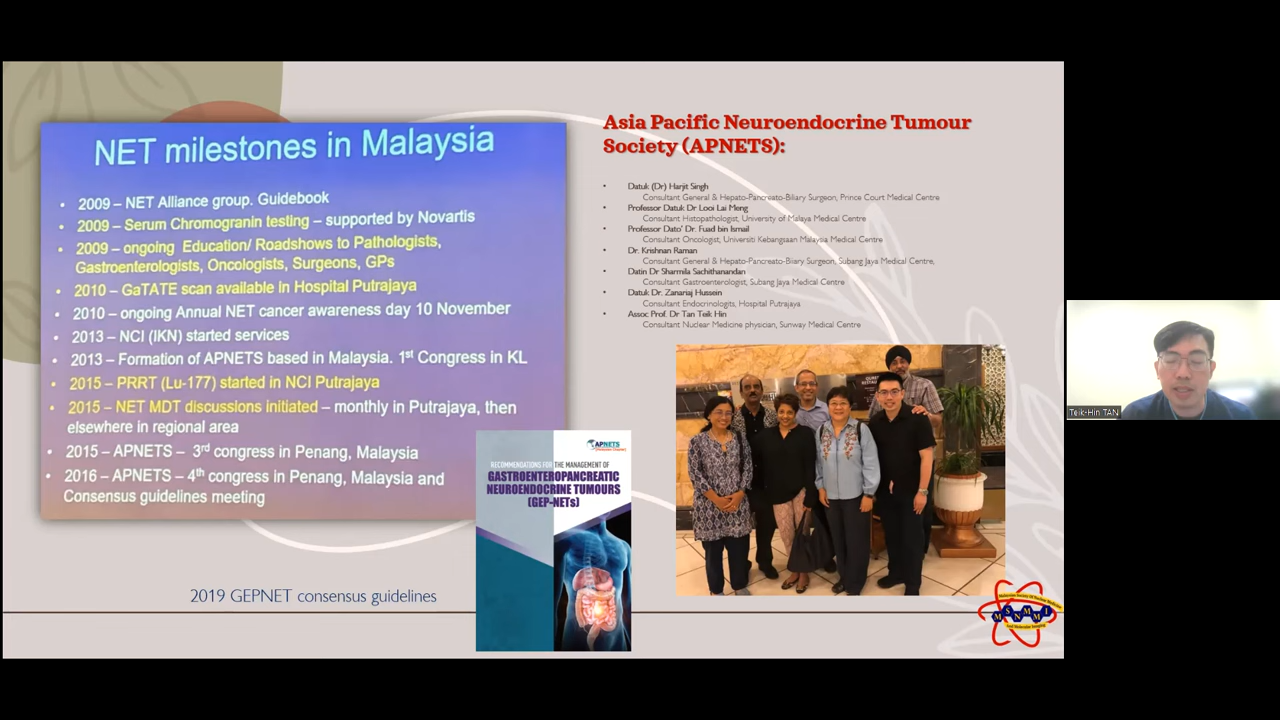 NET milestones in Malaysia
• 2009 – NET Alliance group. Guidebook
• 2009 – Serum Chromogranin testing – supported by Novartis
• 2009 – ongoing Education/ Roadshows to Pathologists,
Gastroenterologists, Oncologists, Surgeons, GPs
• 2010 – GaTATE scan available in Hospital Putrajaya
• 2010 – ongoing Annual NET cancer awareness day 10 November
• 2013 – NCI (IKN) started services
• 2013 – Formation of APNETS based in Malaysia. 1st Congress in KL
• 2015 – PRRT (Lu-177) started in NCI Putrajaya
• 2015 – NET MDT discussions initiated – monthly in Putrajaya, then
elsewhere in regional area
• 2015 – APNETS – 3rd congress in Penang, Malaysia
• 2016 – APNETS – 4th congress in Penang, Malaysia and
Consensus guidelines meeting
2019 GEPNET consensus guidelines
APNETS
RECOMMENDATIONS FOR THE MANAGEMENT OF
GASTROENTEROPANCREATIC
NEUROENDOCRINE TUMOURS
(GEP-NETs)
Asia Pacific Neuroendocrine Tumour
Society (APNETS):
• Datuk (Dr) Harjit Singh
Consultant General & Hepato-Pancreato-Biliary Surgeon, Prince Court Medical Centre
• Professor Datuk Dr Looi Lai Meng
Consultant Histopathologist, University of Malaya Medical Centre
• Professor Dato' Dr. Fuad bin Ismail
Consultant Oncologist, Universiti Kebangsaan Malaysia Medical Centre
• Dr. Krishnan Raman
Consultant General & Hepato-Pancreato-Biliary Surgeon, Subang Jaya Medical Centre,
• Datin Dr Sharmila Sachithanandan
Consultant Gastroenterologist, Subang Jaya Medical Centre
• Datuk Dr. Zanariah Hussein
Consultant Endocrinologits, Hospital Putrajaya
• Assoc Prof. Dr Tan Teik Hin
Consultant Nuclear Medicine physician, Sunway Medical Centre
MSNMMI
Teik-Hin TAN